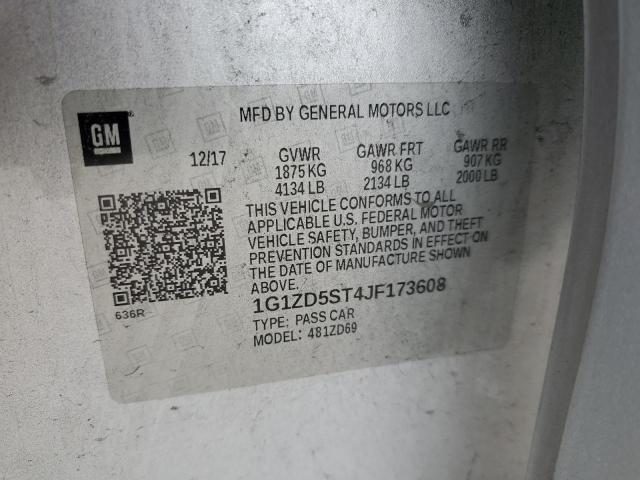 GM
MFD BY GENERAL MOTORS LLC
12/17 GVWR GAWR FRT GAWR RR
1875 KG 968 KG 907 KG
4134 LB 2134 LB 2000 LB
THIS VEHICLE CONFORMS TO ALL
APPLICABLE U.S. FEDERAL MOTOR
VEHICLE SAFETY, BUMPER, AND THEFT
PREVENTION STANDARDS IN EFFECT ON
THE DATE OF MANUFACTURE SHOWN
ABOVE.
1G1ZD5ST4JF173608
TYPE: PASS CAR
MODEL: 481ZD69
636R